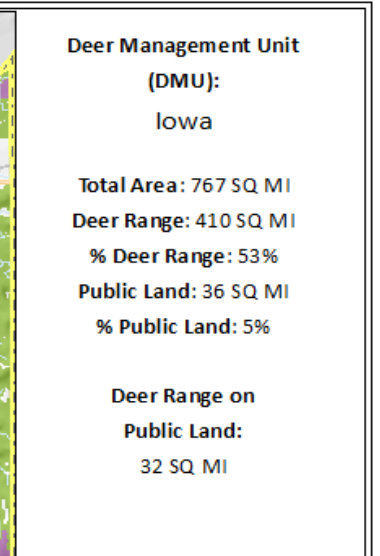 Deer Management Unit
(DMU):
Iowa
Total Area: 767 SQ MI
Deer Range: 410 SQ MI
% Deer Range: 53%
Public Land: 36 SQ MI
% Public Land: 5%
Deer Range on
Public Land:
32 SQ MI